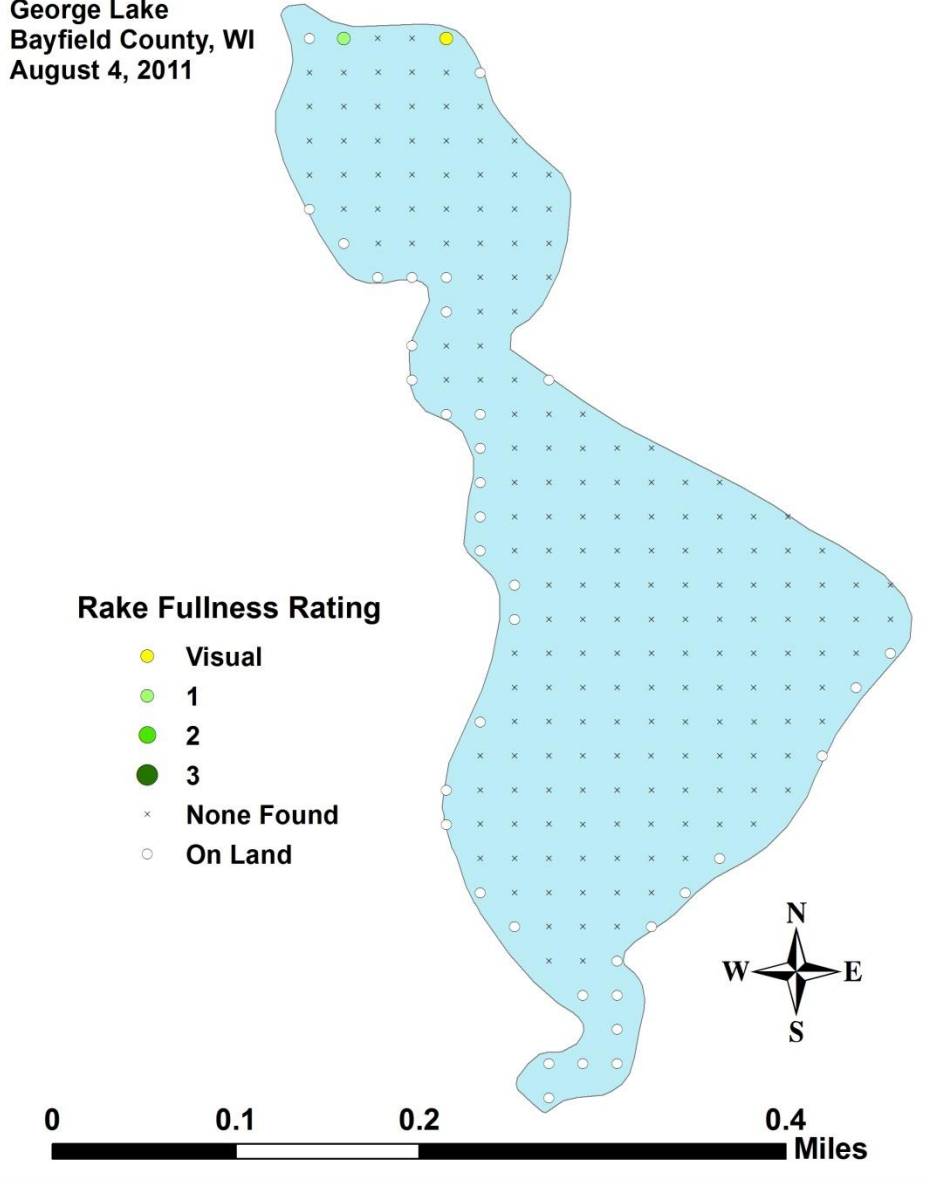 George Lake
Bayfield County, WI
August 4, 2011
Rake Fullness Rating
Visual
1
2
3
None Found
On Land
N
W E
S
0 0.1 0.2 0.4
Miles